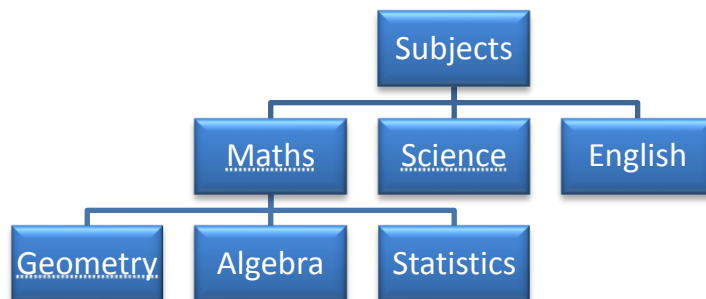 Subjects
Maths
Science
English
Geometry
Algebra
Statistics